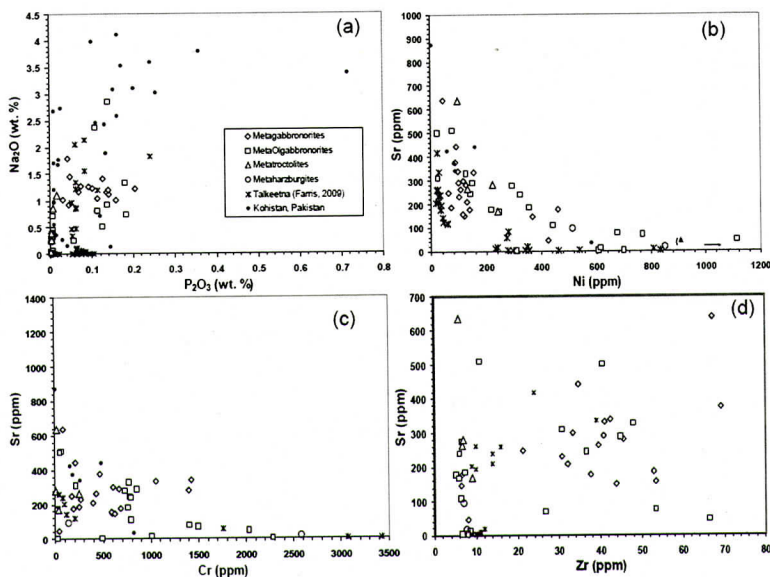 (a)
Na₂O (wt. %)
4.5
4
3.5
3
2.5
2
1.5
1
0.5
0
0 0.1 0.2 0.3 0.4 0.5 0.6 0.7 0.8
P₂O₃ (wt. %)
Metagabbronorites
MetaOlgabbronorites
Metatroctolites
Metaharzburgites
Talkeetna (Farris, 2009)
Kohistan, Pakistan
(b)
Sr (ppm)
1000
900
800
700
600
500
400
300
200
100
0
0 200 400 600 800 1000 1200
Ni (ppm)
(c)
Sr (ppm)
1400
1200
1000
800
600
400
200
0
0 500 1000 1500 2000 2500 3000 3500
Cr (ppm)
(d)
Sr (ppm)
700
600
500
400
300
200
100
0
0 10 20 30 40 50 60 70 80
Zr (ppm)